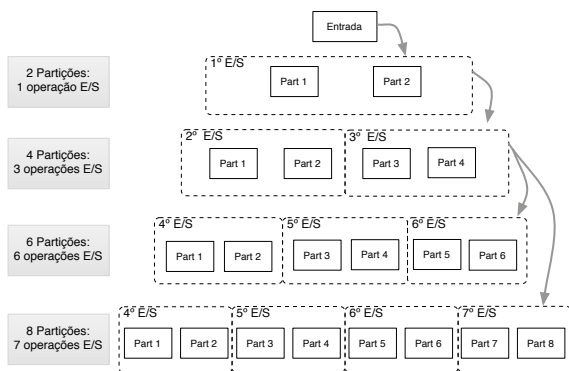 Entrada
2 Partições:
1 operação E/S
1º E/S
Part 1
Part 2
4 Partições:
3 operações E/S
2º E/S
3º E/S
Part 1
Part 2
Part 3
Part 4
6 Partições:
6 operações E/S
4º E/S
5º E/S
6º E/S
Part 1
Part 2
Part 3
Part 4
Part 5
Part 6
8 Partições:
7 operações E/S
4º E/S
5º E/S
6º E/S
7º E/S
Part 1
Part 2
Part 3
Part 4
Part 5
Part 6
Part 7
Part 8